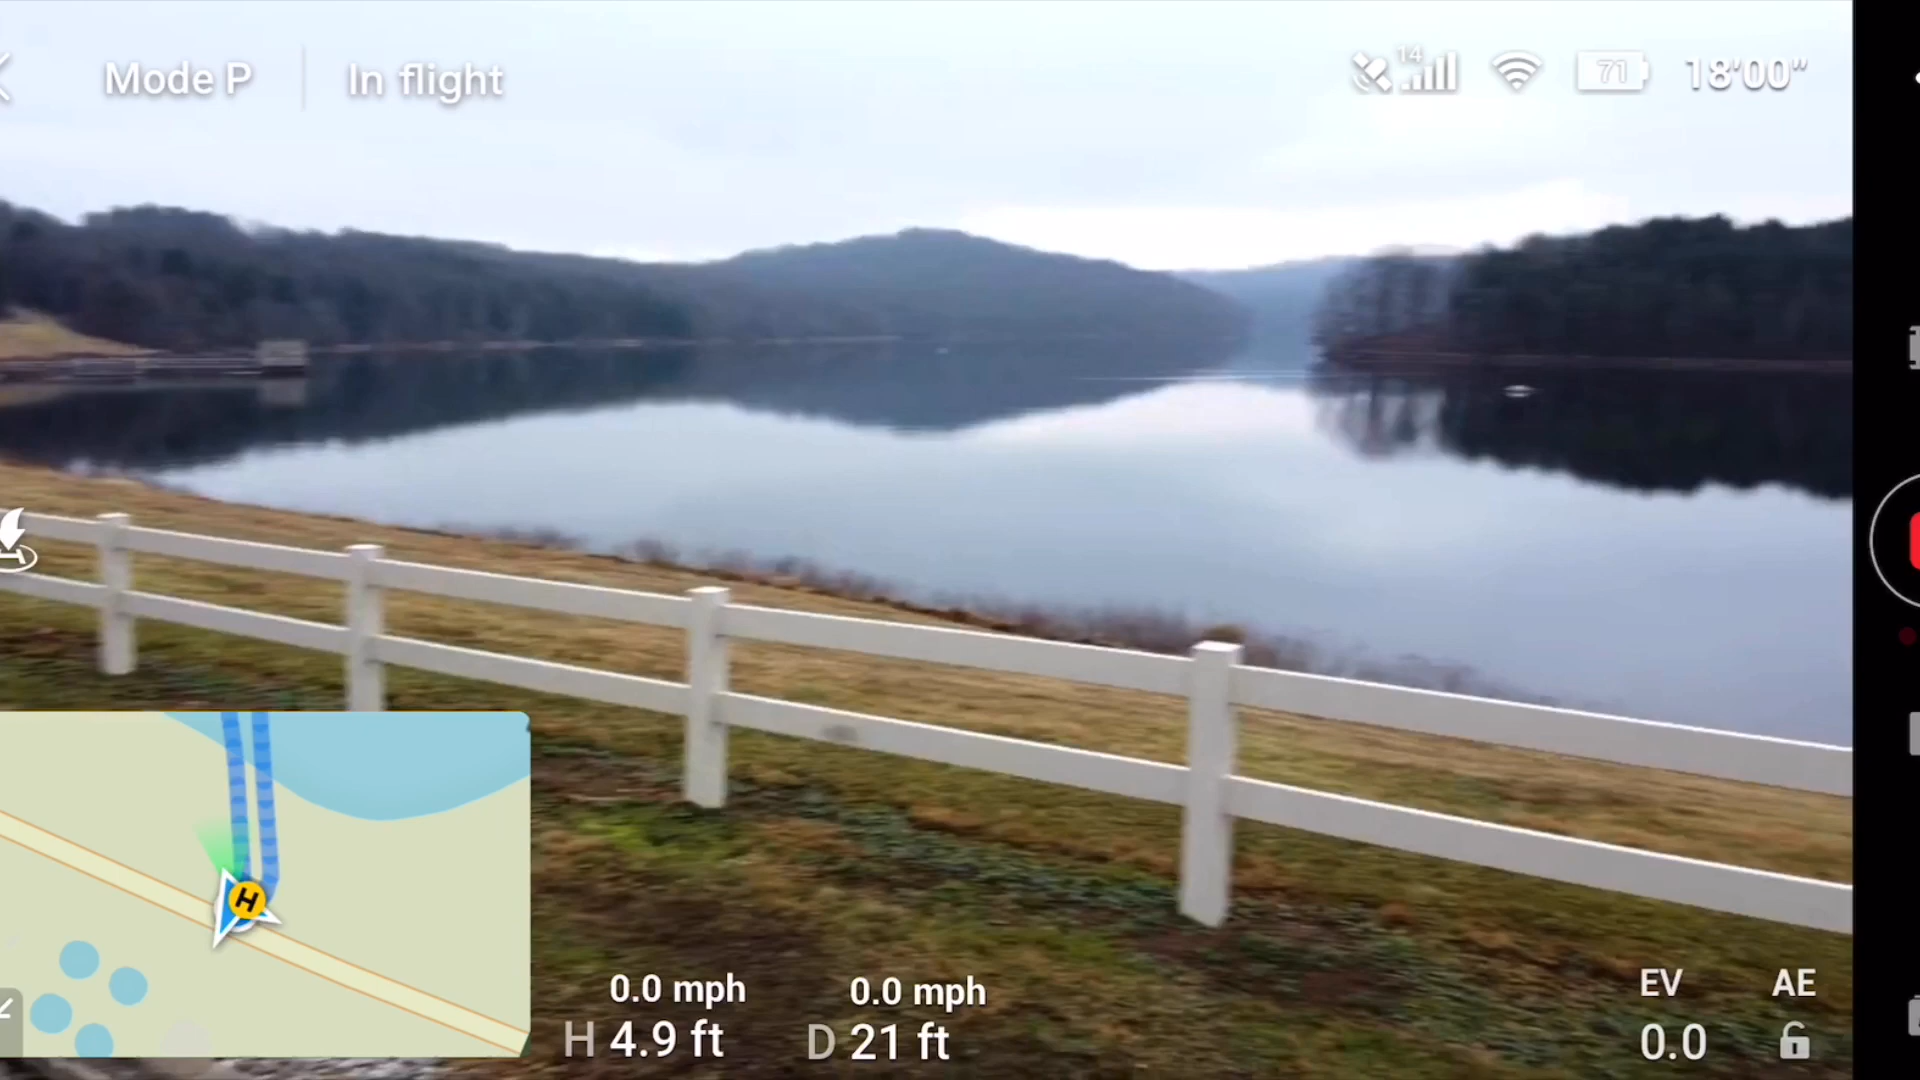 Mode P
In flight
14
71
18'00"
H
0.0 mph
0.0 mph
H 4.9 ft
D 21 ft
EV
AE
0.0